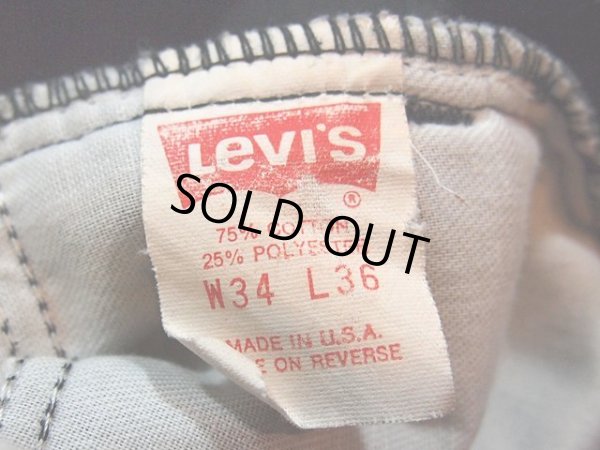 Levi's
®
75% COTTON
25% POLYESTER
SOLD OUT
W34 L36
MADE IN U.S.A.
ON REVERSE